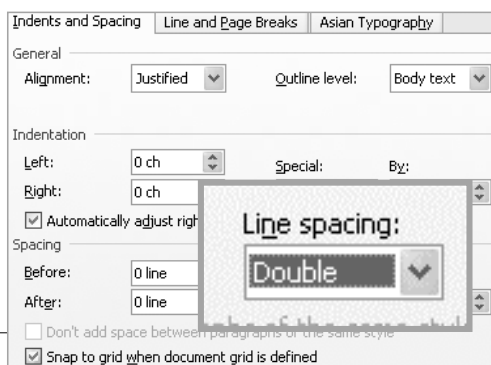 Indents and Spacing Line and Page Breaks Asian Typography
General
Alignment: Justified Outline level: Body text
Indentation
Left: 0 ch Special: By:
Right: 0 ch
Automatically adjust righ
Line spacing:
Double
Spacing
Before: 0 line
After: 0 line
Don't add space between paragraphs of the same style
Snap to grid when document grid is defined